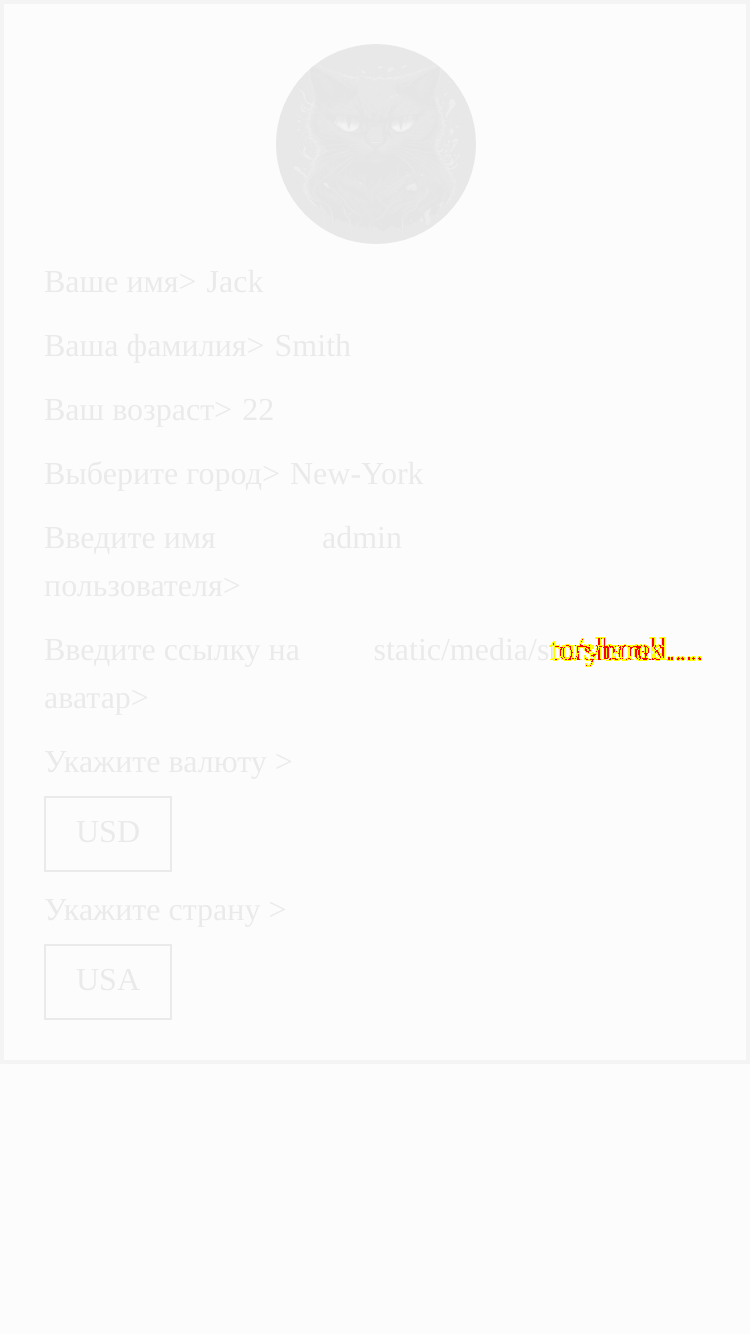 Ваше имя> Jack
Ваша фамилия> Smith
Ваш возраст> 22
Выберите город> New-York
Введите имя пользователя> admin
Введите ссылку на аватар> static/media/
Укажите валюту >
USD
Укажите страну >
USA